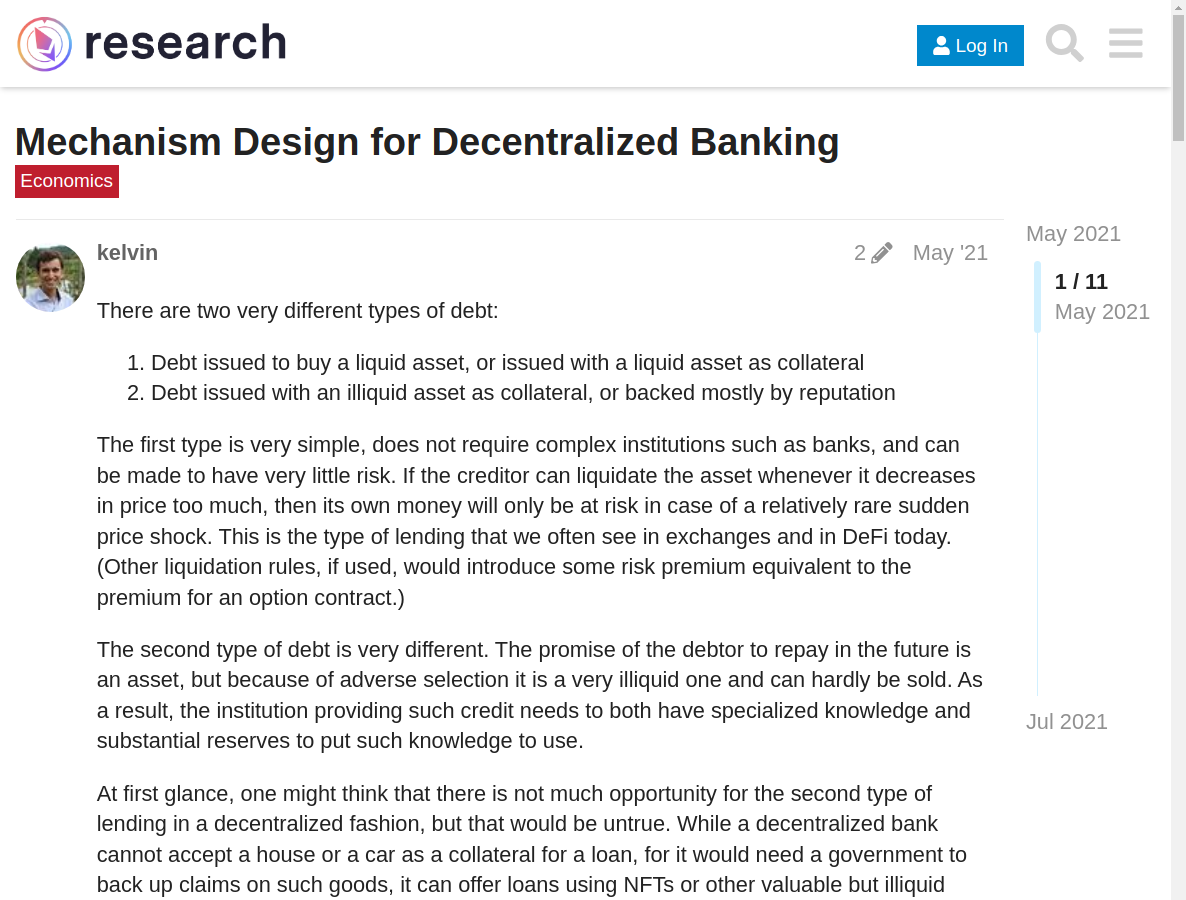 research
Log In
Mechanism Design for Decentralized Banking
Economics
kelvin
2
May '21
May 2021
1 / 11
May 2021
There are two very different types of debt:
1. Debt issued to buy a liquid asset, or issued with a liquid asset as collateral
2. Debt issued with an illiquid asset as collateral, or backed mostly by reputation
The first type is very simple, does not require complex institutions such as banks, and can
be made to have very little risk. If the creditor can liquidate the asset whenever it decreases
in price too much, then its own money will only be at risk in case of a relatively rare sudden
price shock. This is the type of lending that we often see in exchanges and in DeFi today.
(Other liquidation rules, if used, would introduce some risk premium equivalent to the
premium for an option contract.)
The second type of debt is very different. The promise of the debtor to repay in the future is
an asset, but because of adverse selection it is a very illiquid one and can hardly be sold. As
a result, the institution providing such credit needs to both have specialized knowledge and
substantial reserves to put such knowledge to use.
Jul 2021
At first glance, one might think that there is not much opportunity for the second type of
lending in a decentralized fashion, but that would be untrue. While a decentralized bank
cannot accept a house or a car as a collateral for a loan, for it would need a government to
back up claims on such goods, it can offer loans using NFTs or other valuable but illiquid